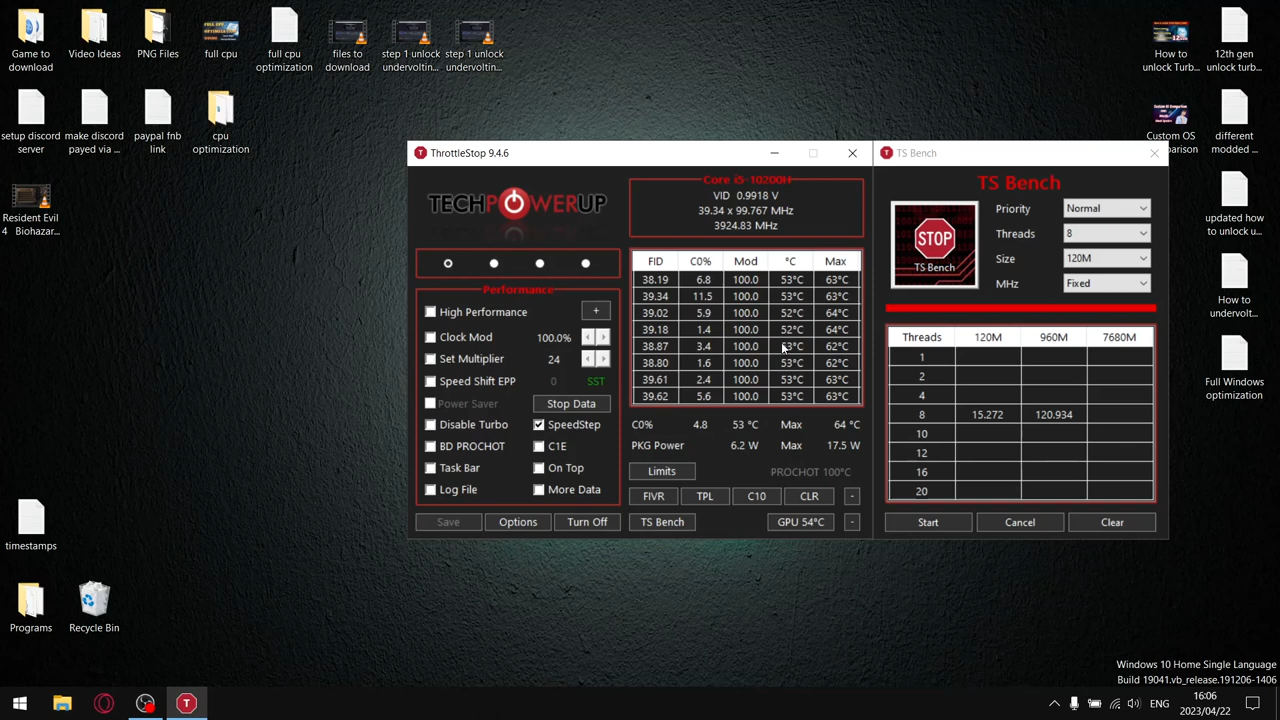 Game to
download
Video Ideas
PNG Files
full cpu
full cpu
optimization
files to
download
step 1 unlock
undervoltin...
step 1 unlock
undervoltin...
How to
unlock Turb...
12th gen
unlock turb...
setup discord
server
make discord
payed via ...
paypal fnb
link
cpu
optimization
Custom OS
parison
different
modded ...
Resident Evil
4 Biohazar...
updated how
to unlock u...
How to
undervolt...
Full Windows
optimization
timestamps
Programs
Recycle Bin
ThrottleStop 9.4.6
TECHPOWERUP
Core i5-10200H
VID 0.9918 V
39.34 x 99.767 MHz
3924.83 MHz
Performance
High Performance +
Clock Mod 100.0%
Set Multiplier 24
Speed Shift EPP 0 SST
Power Saver Stop Data
Disable Turbo SpeedStep
BD PROCHOT C1E
Task Bar On Top
Log File More Data
Save Options Turn Off
FID C0% Mod °C Max
38.19 6.8 100.0 53°C 63°C
39.34 11.5 100.0 53°C 63°C
39.02 5.9 100.0 52°C 64°C
39.18 1.4 100.0 52°C 64°C
38.87 3.4 100.0 53°C 62°C
38.80 1.6 100.0 53°C 62°C
39.61 2.4 100.0 53°C 63°C
39.62 5.6 100.0 53°C 63°C
C0% 4.8 53 °C Max 64 °C
PKG Power 6.2 W Max 17.5 W
Limits PROCHOT 100°C
FIVR TPL C10 CLR -
TS Bench GPU 54°C -
TS Bench
TS Bench
STOP
TS Bench
Priority Normal
Threads 8
Size 120M
MHz Fixed
Threads 120M 960M 7680M
1
2
4
8 15.272 120.934
10
12
16
20
Start Cancel Clear
Windows 10 Home Single Language
Build 19041.vb_release.191206-1406
ENG
16:06
2023/04/22